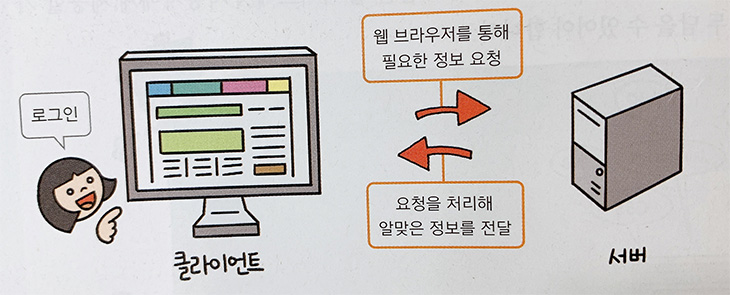 웹 브라우저를 통해
필요한 정보 요청
로그인
요청을 처리해
알맞은 정보를 전달
클라이언트
서버